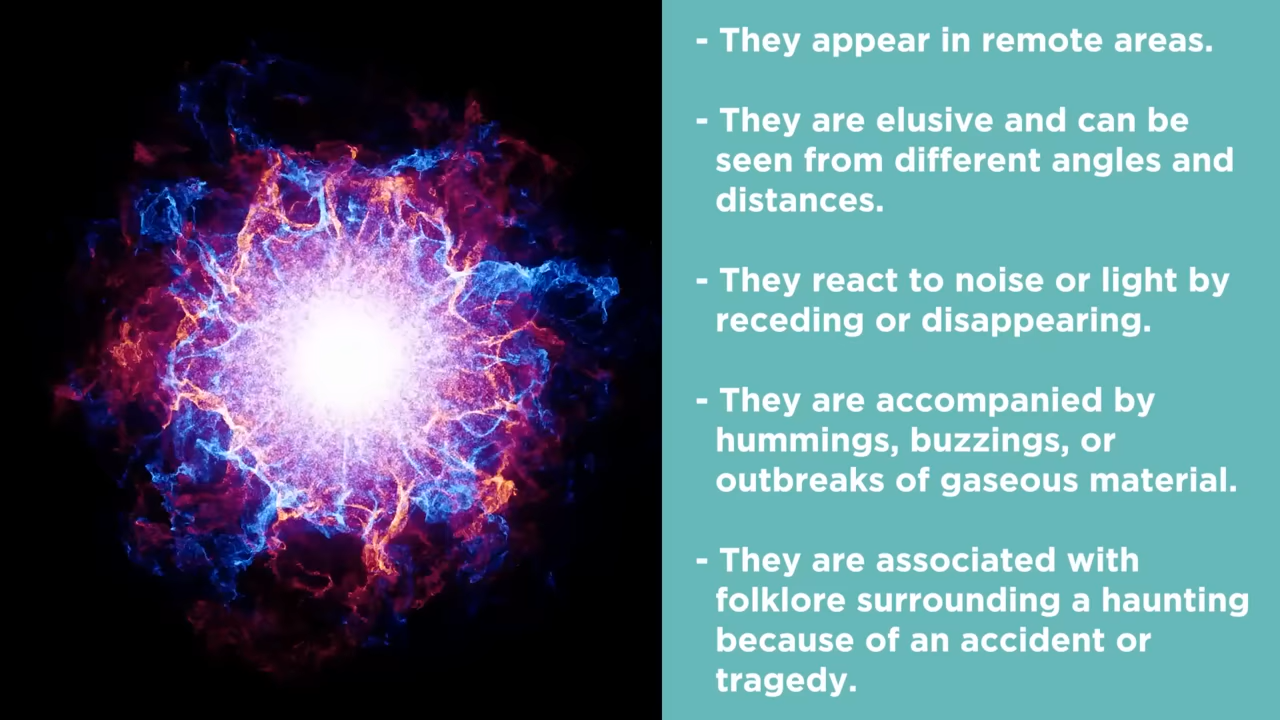 - They appear in remote areas.
- They are elusive and can be
seen from different angles and
distances.
- They react to noise or light by
receding or disappearing.
- They are accompanied by
hummings, buzzings, or
outbreaks of gaseous material.
- They are associated with
folklore surrounding a haunting
because of an accident or
tragedy.